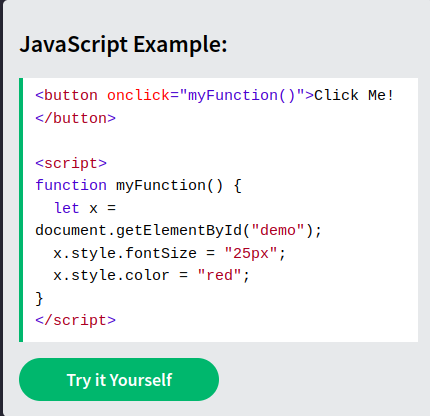 JavaScript Example:
<button onclick="myFunction()">Click Me!
</button>
<script>
function myFunction() {
  let x =
document.getElementById("demo");
  x.style.fontSize = "25px";
  x.style.color = "red";
}
</script>
Try it Yourself